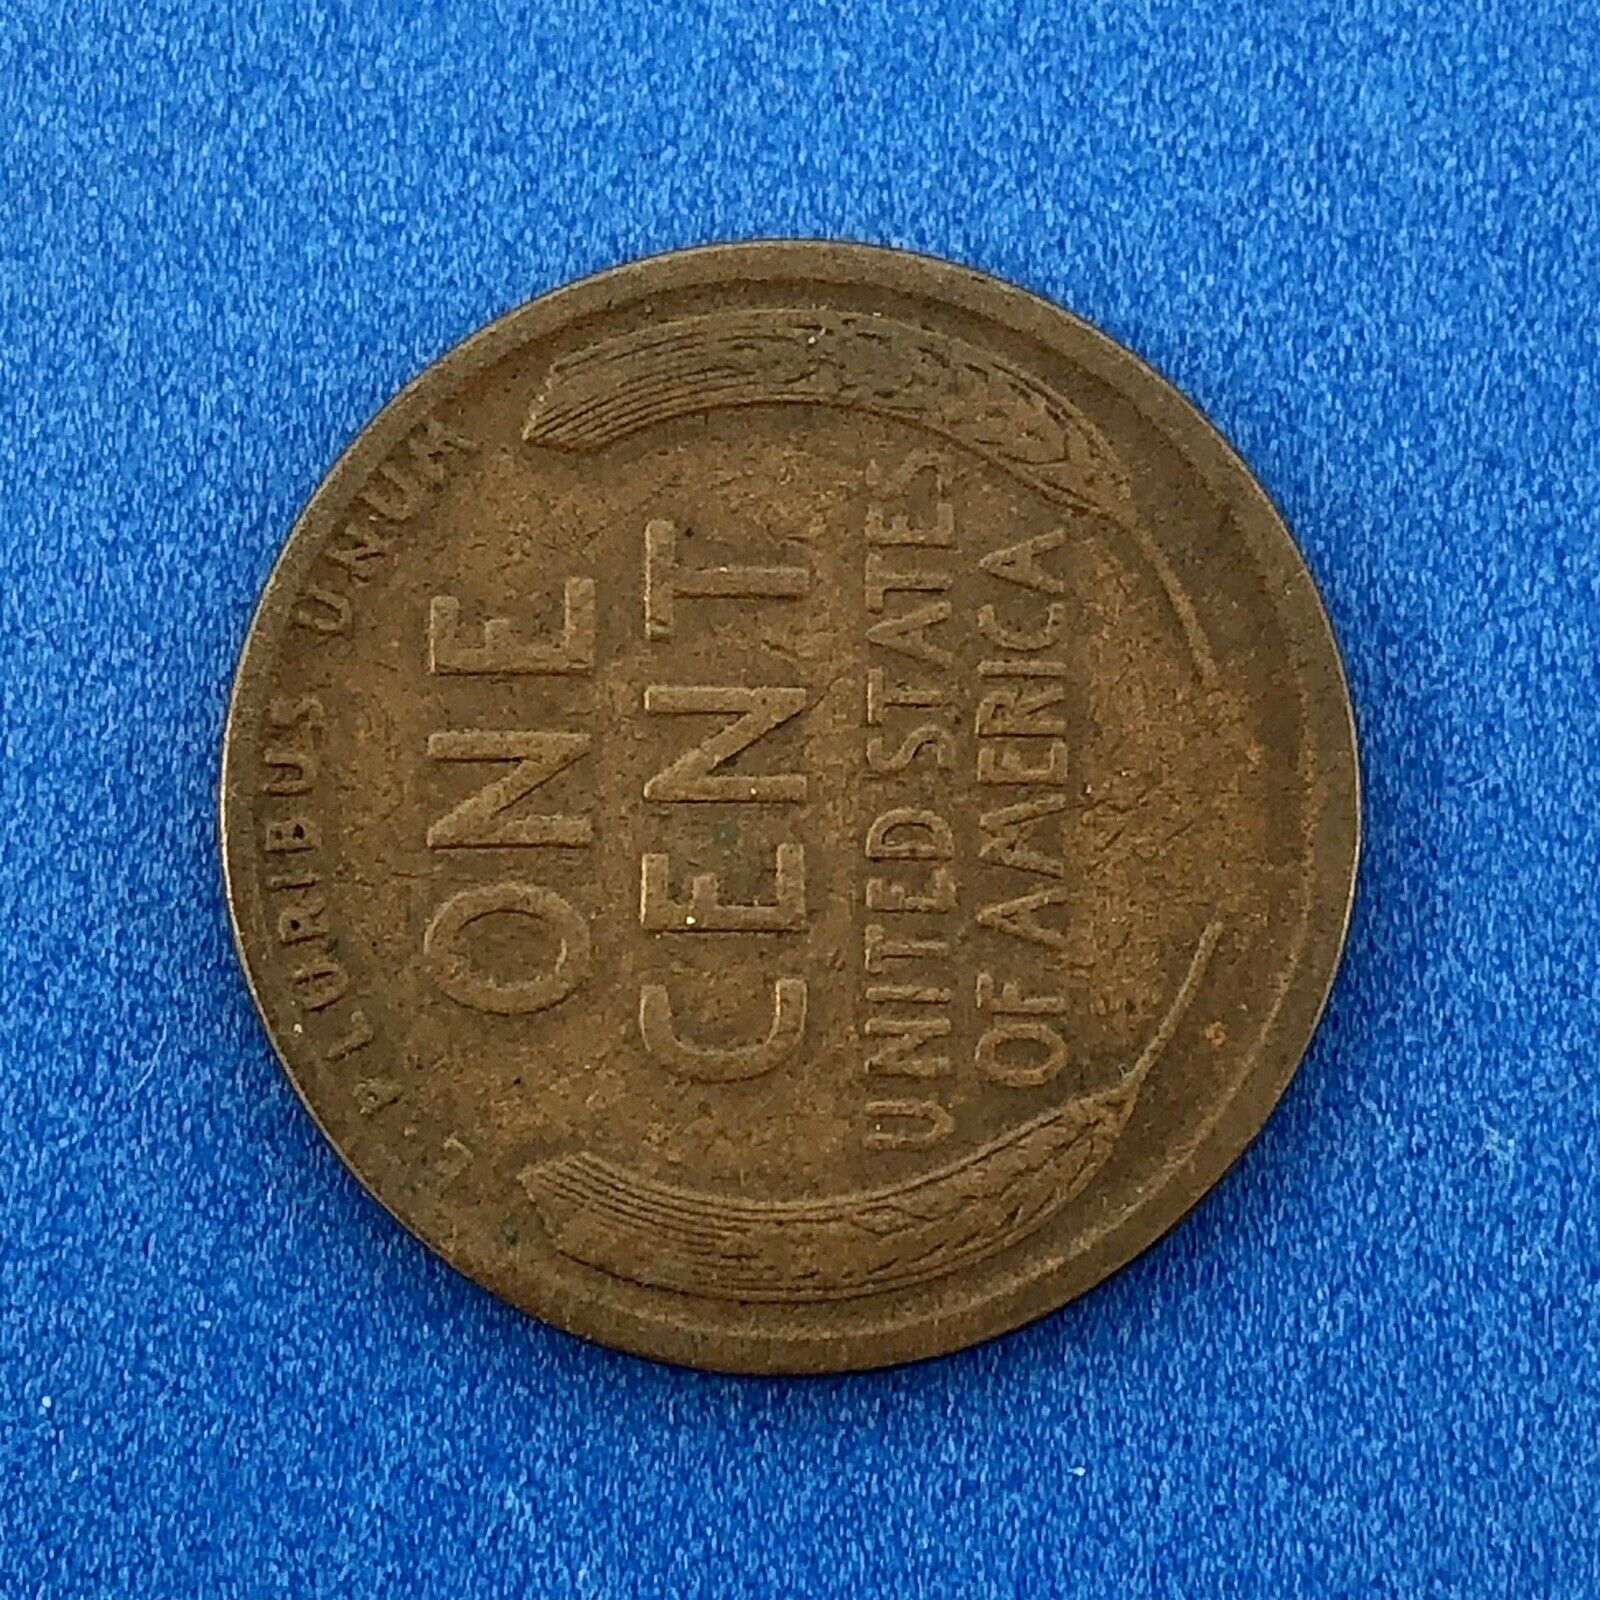 E PLURIBUS UNUM
ONE
CENT
UNITED STATES
OF AMERICA